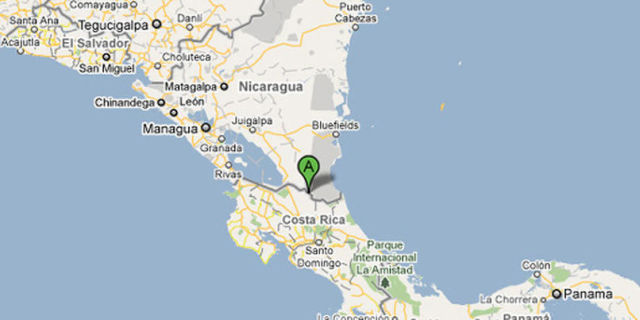 Comayagua
Puerto
Cabezas
Danlí
Santa Ana
Tegucigalpa
Acajutla
El Salvador
Choluteca
San Miguel
Matagalpa
Nicaragua
Chinandega
León
Juigalpa
Managua
Bluefields
Granada
Rivas
A
Costa Rica
Santo
Domingo
Parque
Internacional
La Amistad
Colón
La Chorrera
Panama
Panamá
La Concepción